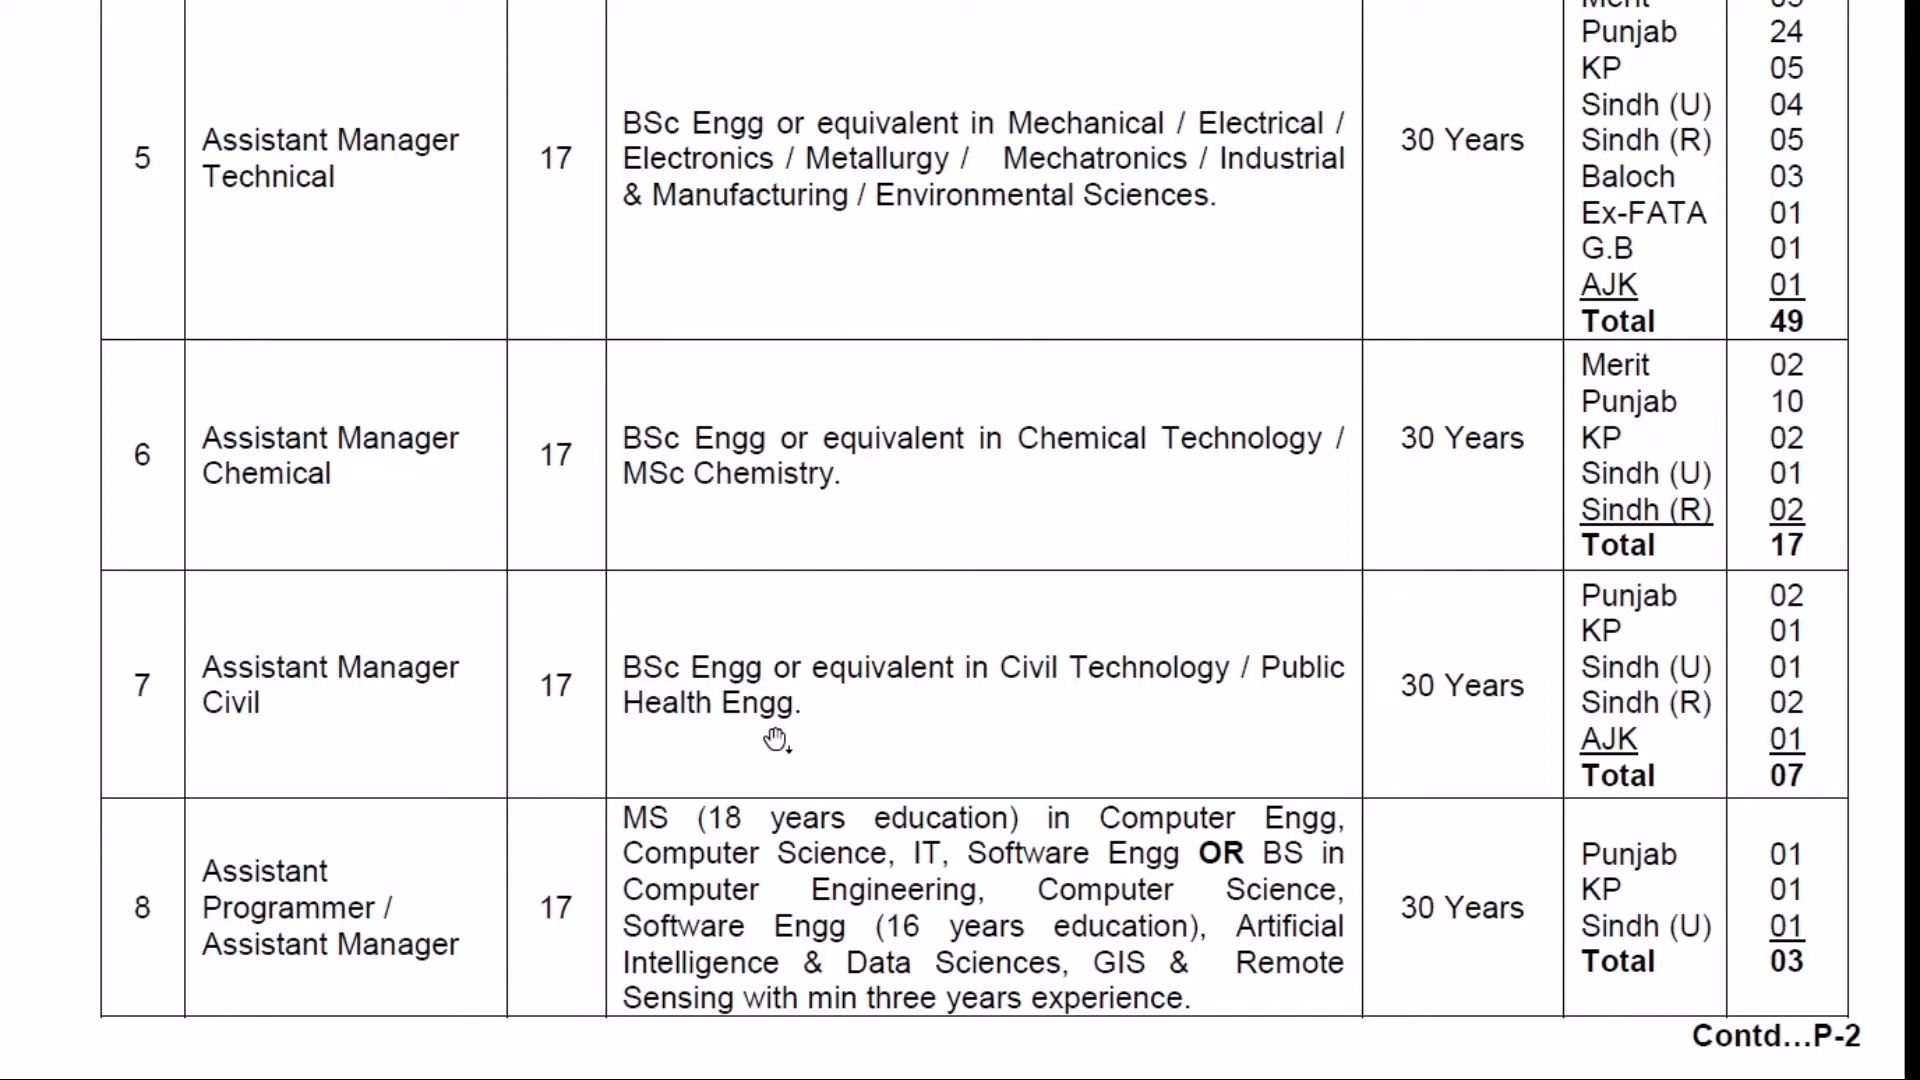 Merit 05
Punjab 24
KP 05
Sindh (U) 04
Sindh (R) 05
Baloch 03
Ex-FATA 01
G.B 01
AJK 01
Total 49
5
Assistant Manager
Technical
17
BSc Engg or equivalent in Mechanical / Electrical /
Electronics / Metallurgy / Mechatronics / Industrial
& Manufacturing / Environmental Sciences.
30 Years
6
Assistant Manager
Chemical
17
BSc Engg or equivalent in Chemical Technology /
MSc Chemistry.
30 Years
Merit 02
Punjab 10
KP 02
Sindh (U) 01
Sindh (R) 02
Total 17
7
Assistant Manager
Civil
17
BSc Engg or equivalent in Civil Technology / Public
Health Engg.
30 Years
Punjab 02
KP 01
Sindh (U) 01
Sindh (R) 02
AJK 01
Total 07
8
Assistant
Programmer /
Assistant Manager
17
MS (18 years education) in Computer Engg,
Computer Science, IT, Software Engg OR BS in
Computer Engineering, Computer Science,
Software Engg (16 years education), Artificial
Intelligence & Data Sciences, GIS & Remote
Sensing with min three years experience.
30 Years
Punjab 01
KP 01
Sindh (U) 01
Total 03
Contd...P-2